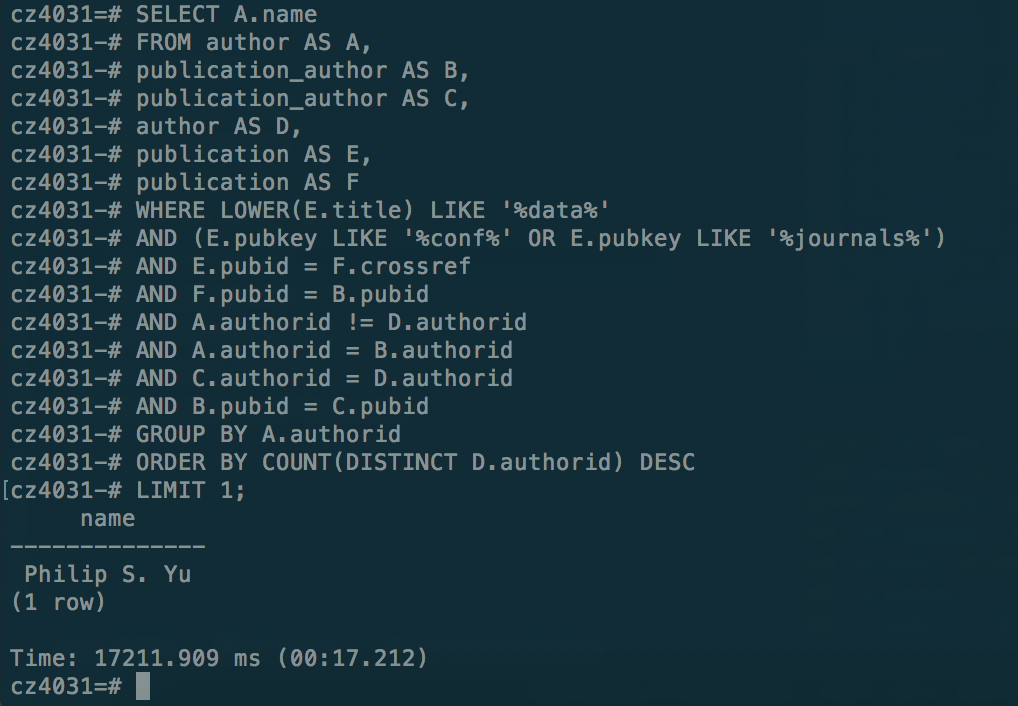 cz4031=# SELECT A.name
cz4031-# FROM author AS A,
cz4031-# publication_author AS B,
cz4031-# publication_author AS C,
cz4031-# author AS D,
cz4031-# publication AS E,
cz4031-# publication AS F
cz4031-# WHERE LOWER(E.title) LIKE '%data%'
cz4031-# AND (E.pubkey LIKE '%conf%' OR E.pubkey LIKE '%journals%')
cz4031-# AND E.pubid = F.crossref
cz4031-# AND F.pubid = B.pubid
cz4031-# AND A.authorid != D.authorid
cz4031-# AND A.authorid = B.authorid
cz4031-# AND C.authorid = D.authorid
cz4031-# AND B.pubid = C.pubid
cz4031-# GROUP BY A.authorid
cz4031-# ORDER BY COUNT(DISTINCT D.authorid) DESC
[cz4031-# LIMIT 1;
     name
--------------
 Philip S. Yu
(1 row)

Time: 17211.909 ms (00:17.212)
cz4031=#